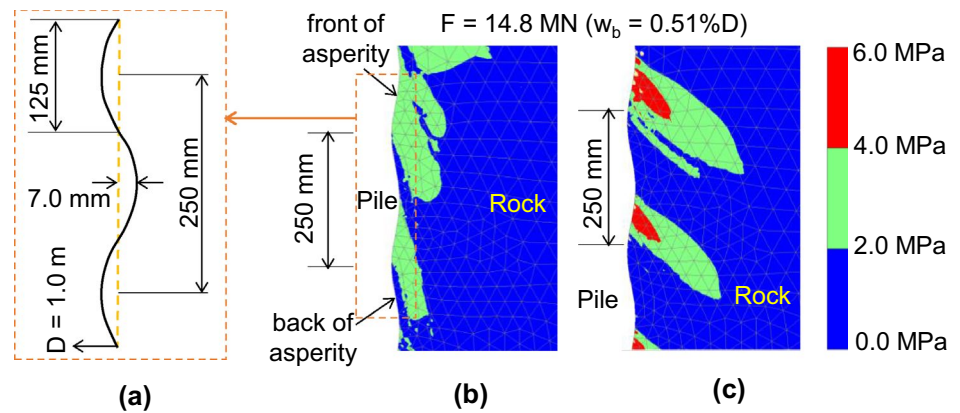 F = 14.8 MN (w_b = 0.51%D)
125 mm
7.0 mm
250 mm
D = 1.0 m
(a)
front of
asperity
250 mm
Pile
Rock
back of
asperity
(b)
250 mm
Pile
Rock
(c)
6.0 MPa
4.0 MPa
2.0 MPa
0.0 MPa